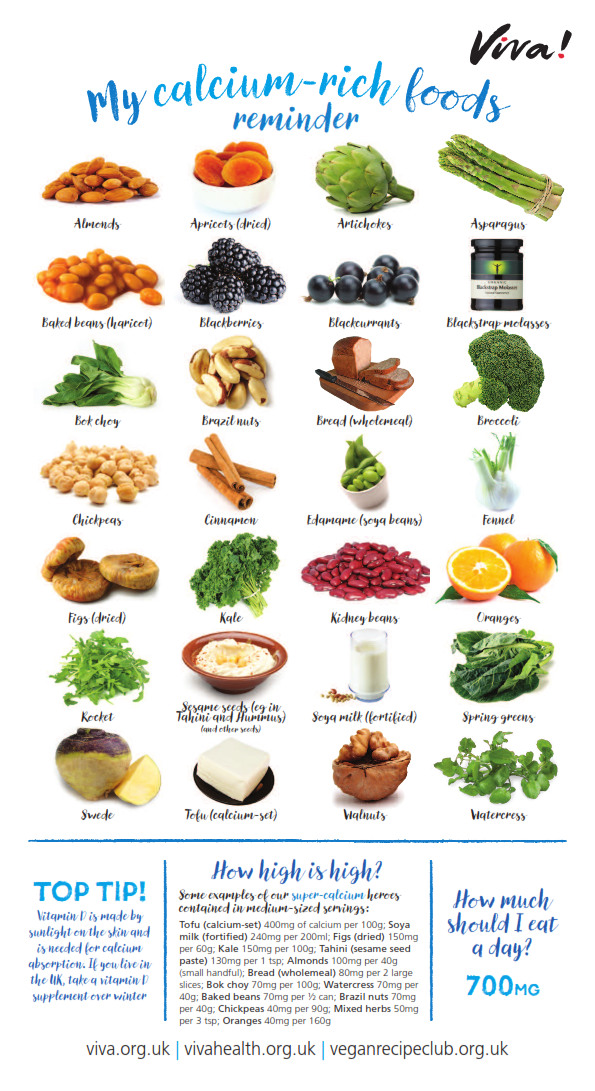 Viva!
My calcium-rich foods
reminder
Almonds
Apricots (dried)
Artichokes
Asparagus
Baked beans (haricot)
Blackberries
Blackcurrants
ORGANIC
Blackstrap Molasses
Blackstrap molasses
Bok choy
Brazil nuts
Bread (wholemeal)
Broccoli
Chickpeas
Cinnamon
Edamame (soya beans)
Fennel
Figs (dried)
Kale
Kidney beans
Oranges
Rocket
Sesame seeds (eg in
Tahini and Hummus)
(and other seeds)
Soya milk (fortified)
Spring greens
Swede
Tofu (calcium-set)
Walnuts
Watercress
TOP TIP!
Vitamin D is made by
sunlight on the skin and
is needed for calcium
absorption. If you live in
the UK, take a vitamin D
supplement over winter
How high is high?
Some examples of our super-calcium heroes
contained in medium-sized servings:
Tofu (calcium-set) 400mg of calcium per 100g; Soya
milk (fortified) 240mg per 200ml; Figs (dried) 150mg
per 60g; Kale 150mg per 100g; Tahini (sesame seed
paste) 130mg per 1 tsp; Almonds 100mg per 40g
(small handful); Bread (wholemeal) 80mg per 2 large
slices; Bok choy 70mg per 100g; Watercress 70mg per
40g; Baked beans 70mg per ½ can; Brazil nuts 70mg
per 40g; Chickpeas 40mg per 90g; Mixed herbs 50mg
per 3 tsp; Oranges 40mg per 160g
How much
should I eat
a day?
700MG
viva.org.uk | vivahealth.org.uk | veganrecipeclub.org.uk